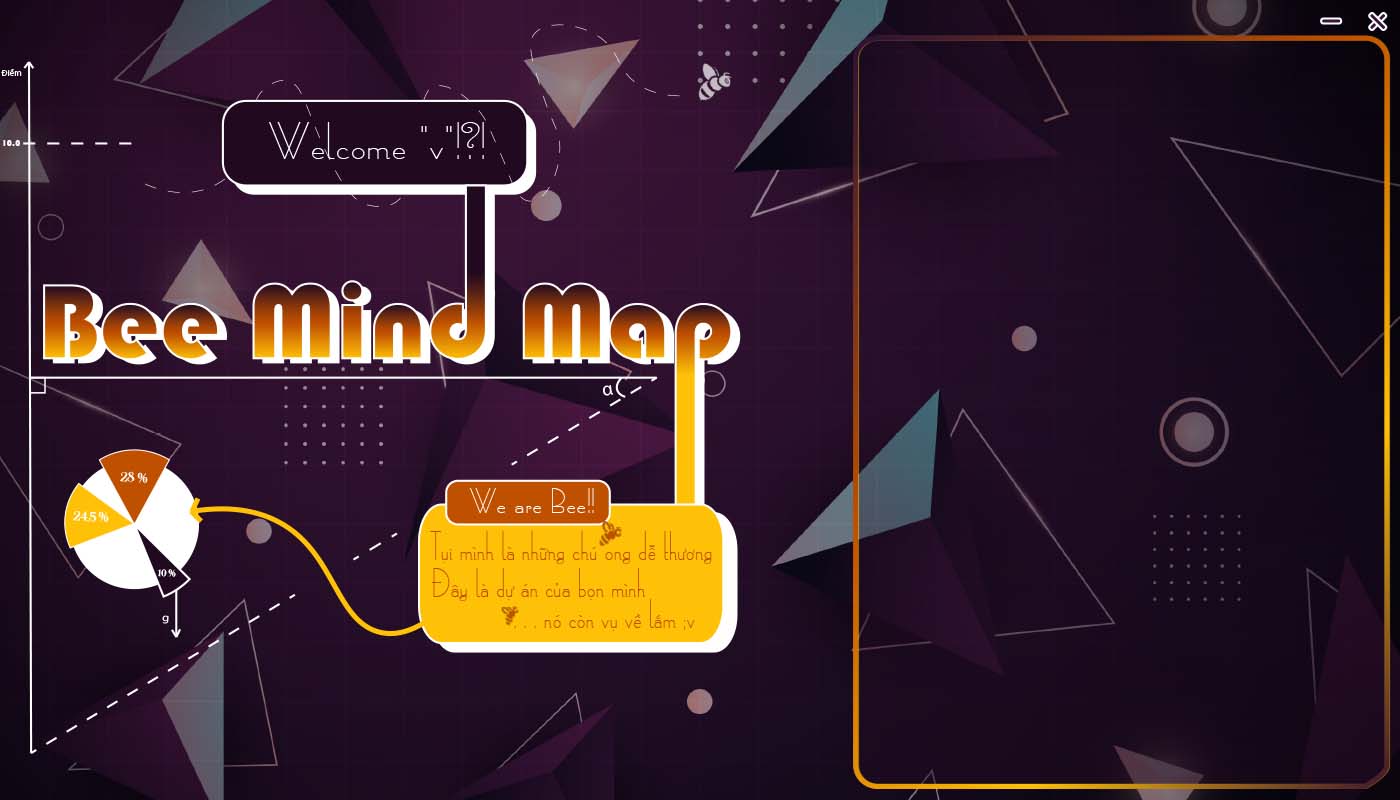 Điểm
10.0
Welcome "v"!?!
...
Bee Mind Map
α
28 %
24.5 %
10 %
g
We are Bee!!
Tụi mình là những chú ong dễ thương
Đây là dự án của bọn mình
. . . nó còn vụ về lắm ;v